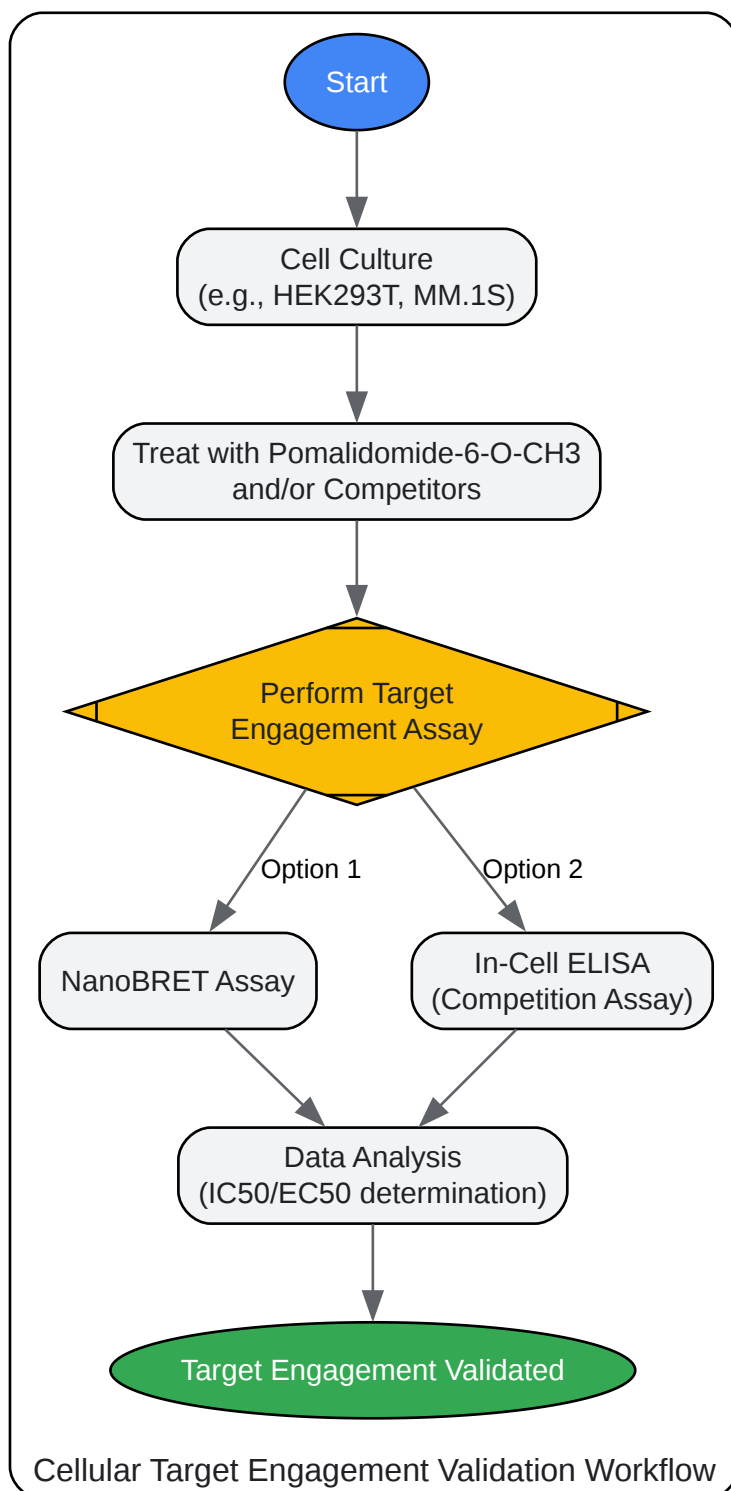 Start
Cell Culture
(e.g., HEK293T, MM.1S)
Treat with Pomalidomide-6-O-CH3
and/or Competitors
Perform Target
Engagement Assay
Option 1
Option 2
NanoBRET Assay
In-Cell ELISA
(Competition Assay)
Data Analysis
(IC50/EC50 determination)
Target Engagement Validated
Cellular Target Engagement Validation Workflow